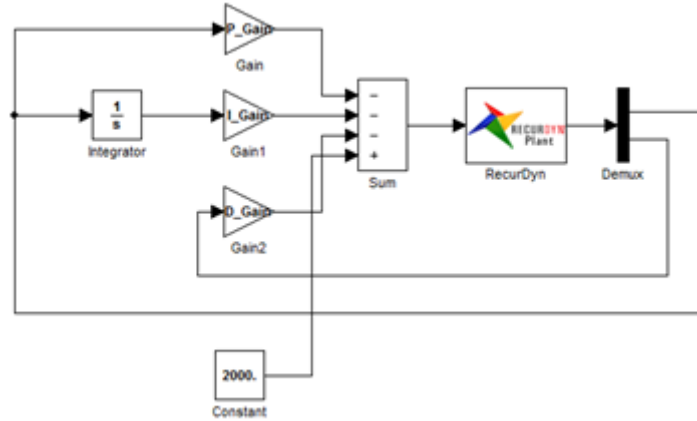 P_Gain
Gain
1
s
Integrator
I_Gain
Gain1
−
−
−
+
Sum
RECURDYN
Plant
RecurDyn
Demux
D_Gain
Gain2
2000.
Constant